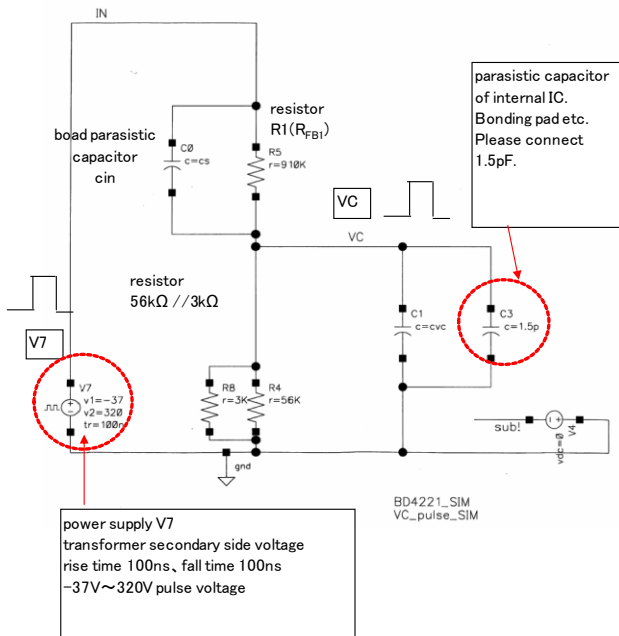 IN
parasistic capacitor
of internal IC.
Bonding pad etc.
Please connect
1.5pF.
resistor
R1(RFB1)
boad parasistic
capacitor
cin
C0
c=cs
R5
r=910K
VC
VC
resistor
56kΩ //3kΩ
C1
c=cvc
C3
c=1.5p
V7
V7
v1=-37
v2=320
tr=100n
R8
r=3K
R4
r=56K
sub!
vdc=0
V4
gnd
BD4221_SIM
VC_pulse_SIM
power supply V7
transformer secondary side voltage
rise time 100ns、fall time 100ns
-37V～320V pulse voltage